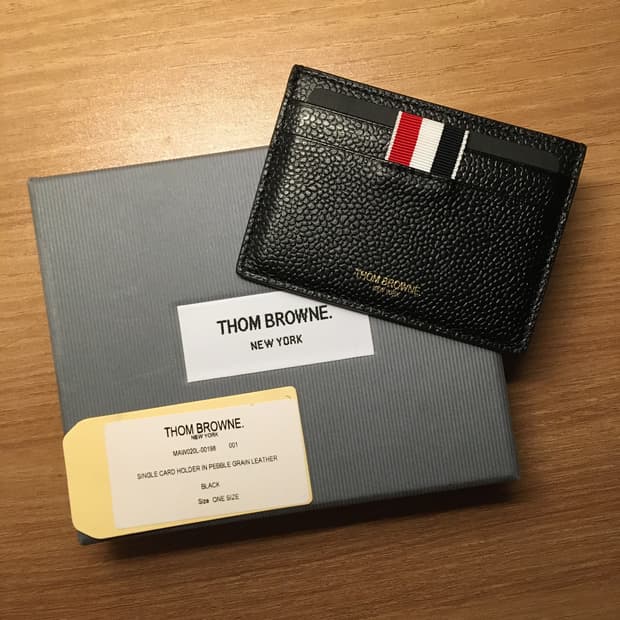 THOM BROWNE.
NEW YORK
THOM BROWNE.
NEW YORK
THOM BROWNE.
NEW YORK
MAW020L-00198 001
SINGLE CARD HOLDER IN PEBBLE GRAIN LEATHER
BLACK
Size ONE SIZE